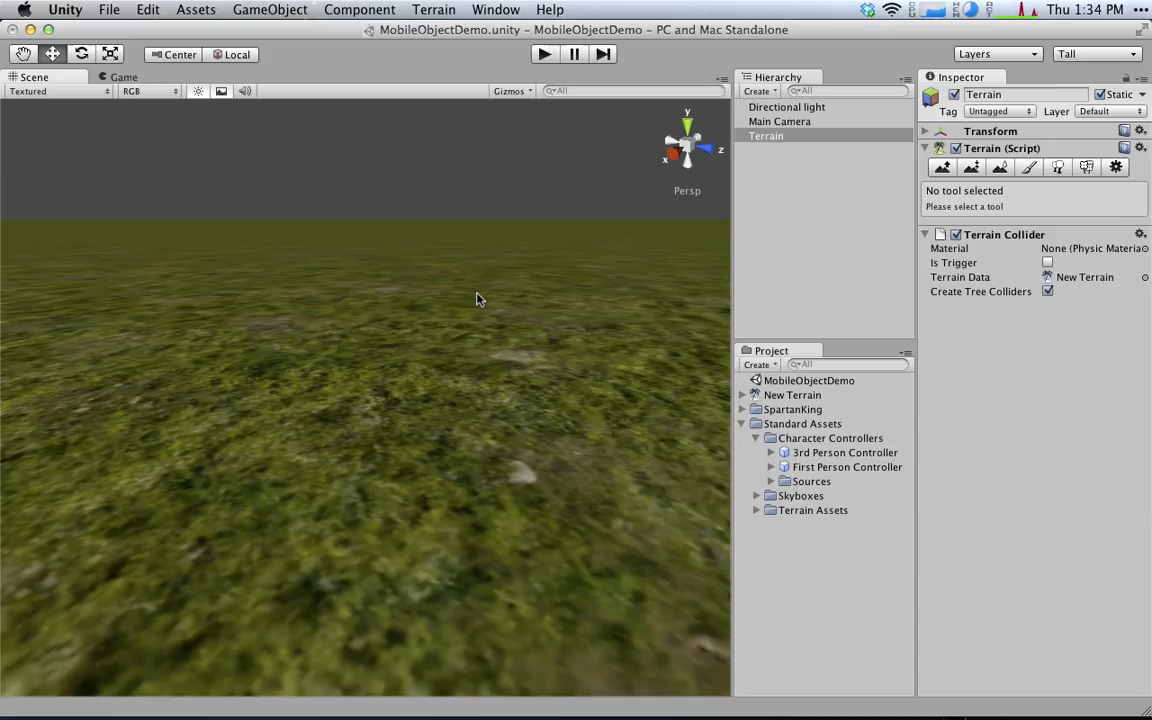 Unity File Edit Assets GameObject Component Terrain Window Help Thu 1:34 PM
MobileObjectDemo.unity – MobileObjectDemo – PC and Mac Standalone
Center Local Layers Tall
Scene Game
Textured RGB Gizmos All
y
x
z
Persp
Hierarchy
Create All
Directional light
Main Camera
Terrain
Project
Create All
MobileObjectDemo
New Terrain
SpartanKing
Standard Assets
Character Controllers
3rd Person Controller
First Person Controller
Sources
Skyboxes
Terrain Assets
Inspector
Terrain Static
Tag Untagged Layer Default
Transform
Terrain (Script)
No tool selected
Please select a tool
Terrain Collider
Material None (Physic Materia
Is Trigger
Terrain Data New Terrain
Create Tree Colliders